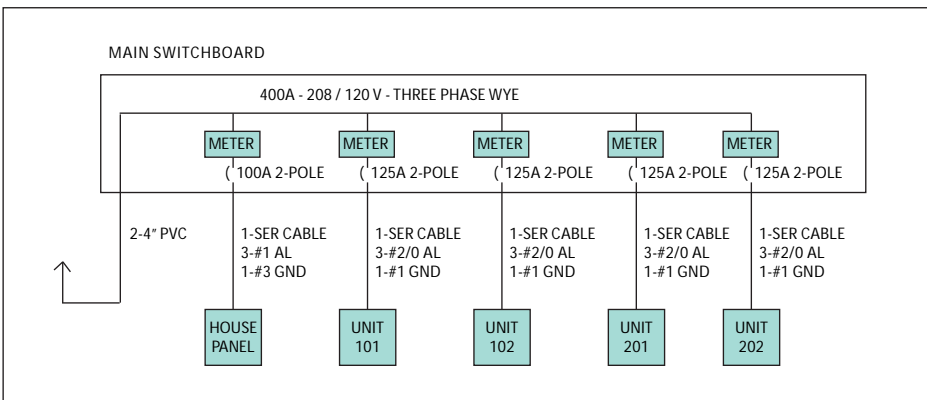 MAIN SWITCHBOARD
400A - 208 / 120 V - THREE PHASE WYE
METER METER METER METER METER
( 100A 2-POLE ( 125A 2-POLE ( 125A 2-POLE ( 125A 2-POLE ( 125A 2-POLE
2-4" PVC 1-SER CABLE 1-SER CABLE 1-SER CABLE 1-SER CABLE 1-SER CABLE
3-#1 AL 3-#2/0 AL 3-#2/0 AL 3-#2/0 AL 3-#2/0 AL
1-#3 GND 1-#1 GND 1-#1 GND 1-#1 GND 1-#1 GND
HOUSE UNIT UNIT UNIT UNIT
PANEL 101 102 201 202